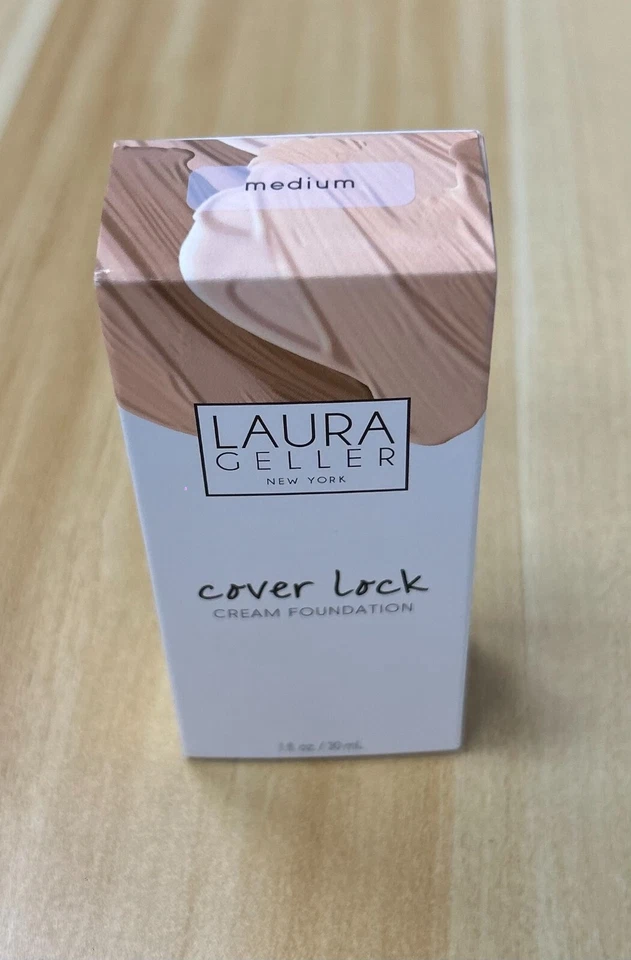 medium
LAURA
GELLER
NEW YORK
cover lock
CREAM FOUNDATION
1 fl. oz. / 30 mL